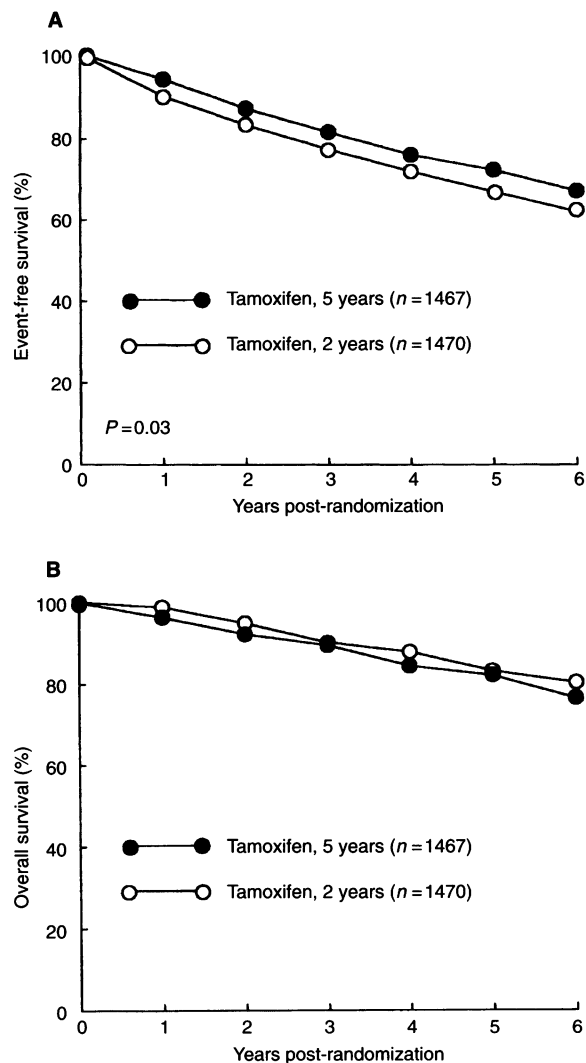 A
100
80
60
40
20
0
Event-free survival (%)
Tamoxifen, 5 years (n=1467)
Tamoxifen, 2 years (n=1470)
P=0.03
0 1 2 3 4 5 6
Years post-randomization
B
100
80
60
40
20
0
Overall survival (%)
Tamoxifen, 5 years (n=1467)
Tamoxifen, 2 years (n=1470)
0 1 2 3 4 5 6
Years post-randomization